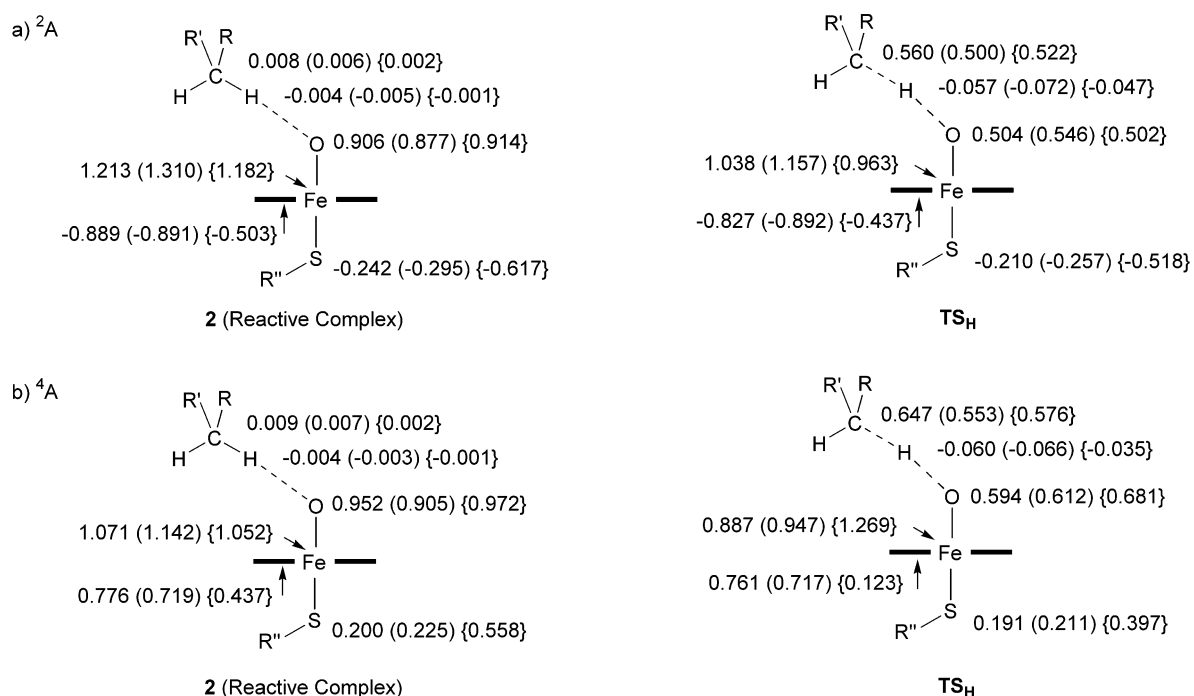 a) ²A
R' R
0.008 (0.006) {0.002}
C
H H -0.004 (-0.005) {-0.001}
O 0.906 (0.877) {0.914}
1.213 (1.310) {1.182}
Fe
-0.889 (-0.891) {-0.503}
S
R" -0.242 (-0.295) {-0.617}
2 (Reactive Complex)
R' R
0.560 (0.500) {0.522}
C
H H -0.057 (-0.072) {-0.047}
O 0.504 (0.546) {0.502}
1.038 (1.157) {0.963}
Fe
-0.827 (-0.892) {-0.437}
S
R" -0.210 (-0.257) {-0.518}
TSH
b) ⁴A
R' R
0.009 (0.007) {0.002}
C
H H -0.004 (-0.003) {-0.001}
O 0.952 (0.905) {0.972}
1.071 (1.142) {1.052}
Fe
0.776 (0.719) {0.437}
S
R" 0.200 (0.225) {0.558}
2 (Reactive Complex)
R' R
0.647 (0.553) {0.576}
C
H H -0.060 (-0.066) {-0.035}
O 0.594 (0.612) {0.681}
0.887 (0.947) {1.269}
Fe
0.761 (0.717) {0.123}
S
R" 0.191 (0.211) {0.397}
TSH